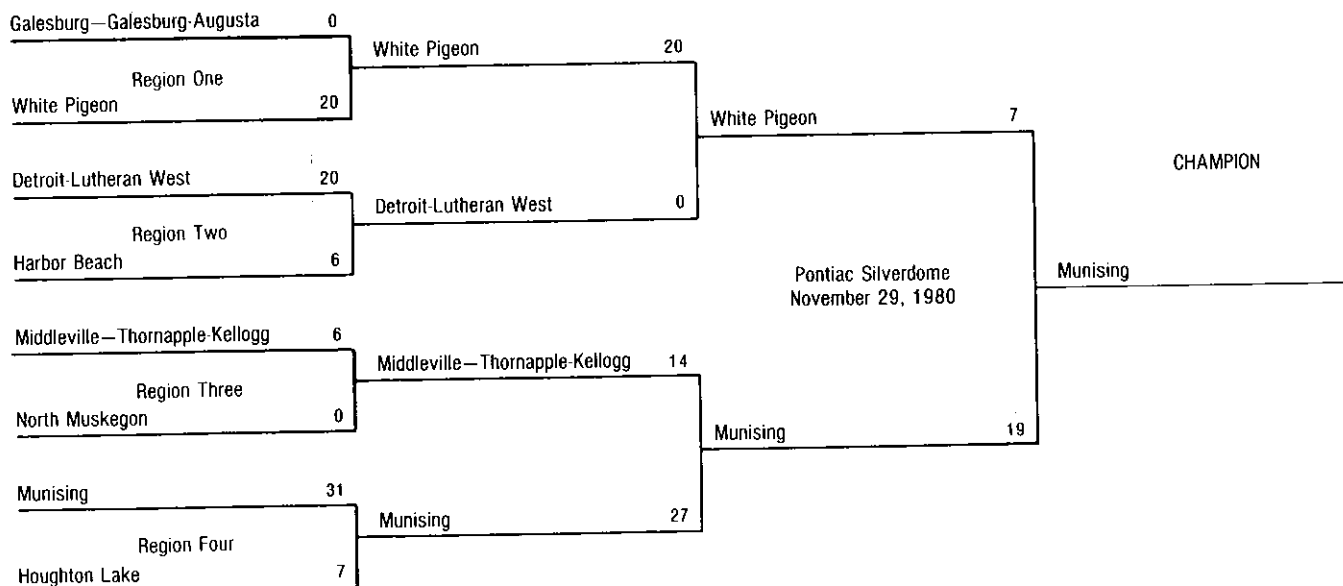 Galesburg—Galesburg-Augusta 0
Region One
White Pigeon 20
Detroit-Lutheran West 20
Region Two
Harbor Beach 6
Middleville—Thornapple-Kellogg 6
Region Three
North Muskegon 0
Munising 31
Region Four
Houghton Lake 7
White Pigeon 20
Detroit-Lutheran West 0
Middleville—Thornapple-Kellogg 14
Munising 27
White Pigeon 7
Pontiac Silverdome
November 29, 1980
Munising 19
CHAMPION
Munising